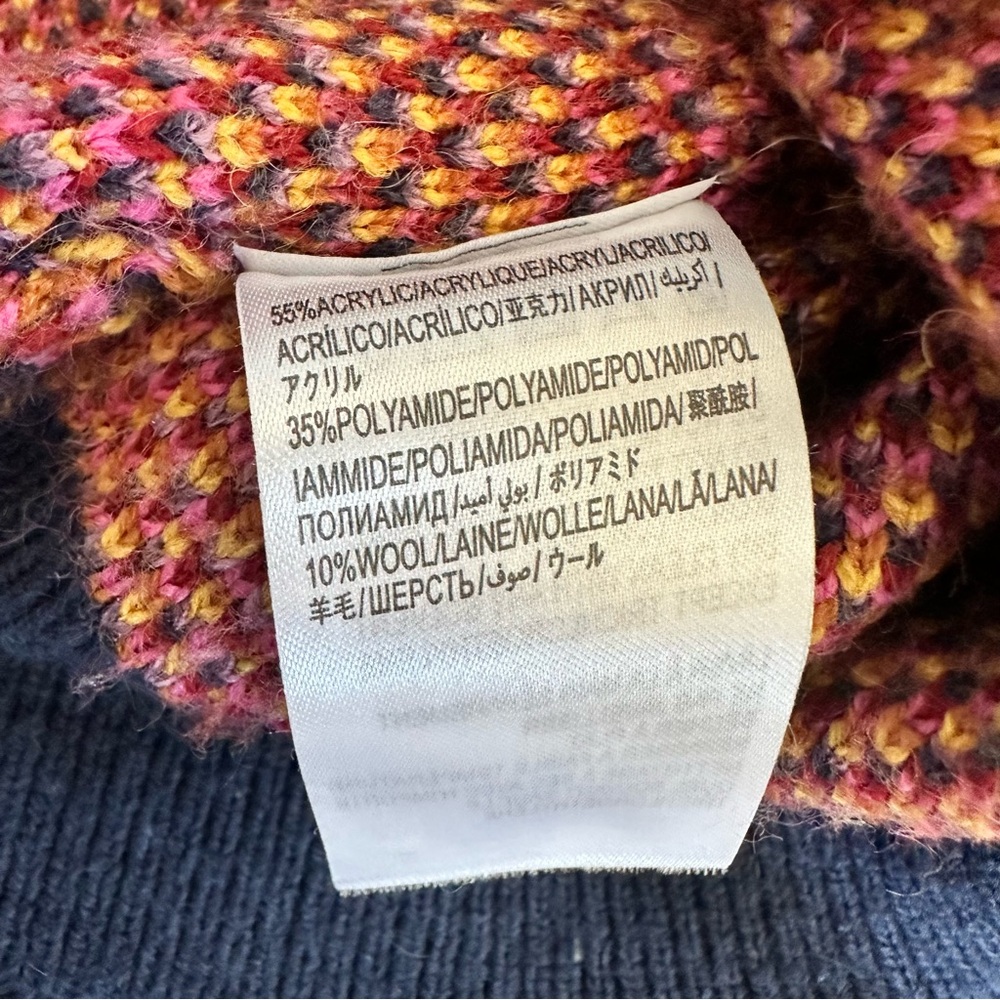 55%ACRYLIC/ACRYLIQUE/ACRYL/ACRILICO/
ACRÍLICO/ACRÍLICO/亚克力/АКРИЛ/أكريليك/
アクリル
35%POLYAMIDE/POLYAMIDE/POLYAMID/POL
IAMMIDE/POLIAMIDA/POLIAMIDA/聚酰胺/
ПОЛИАМИД/بولي أميد/ポリアミド
10%WOOL/LAINE/WOLLE/LANA/LÃ/LANA/
羊毛/ШЕРСТЬ/صوف/ウール